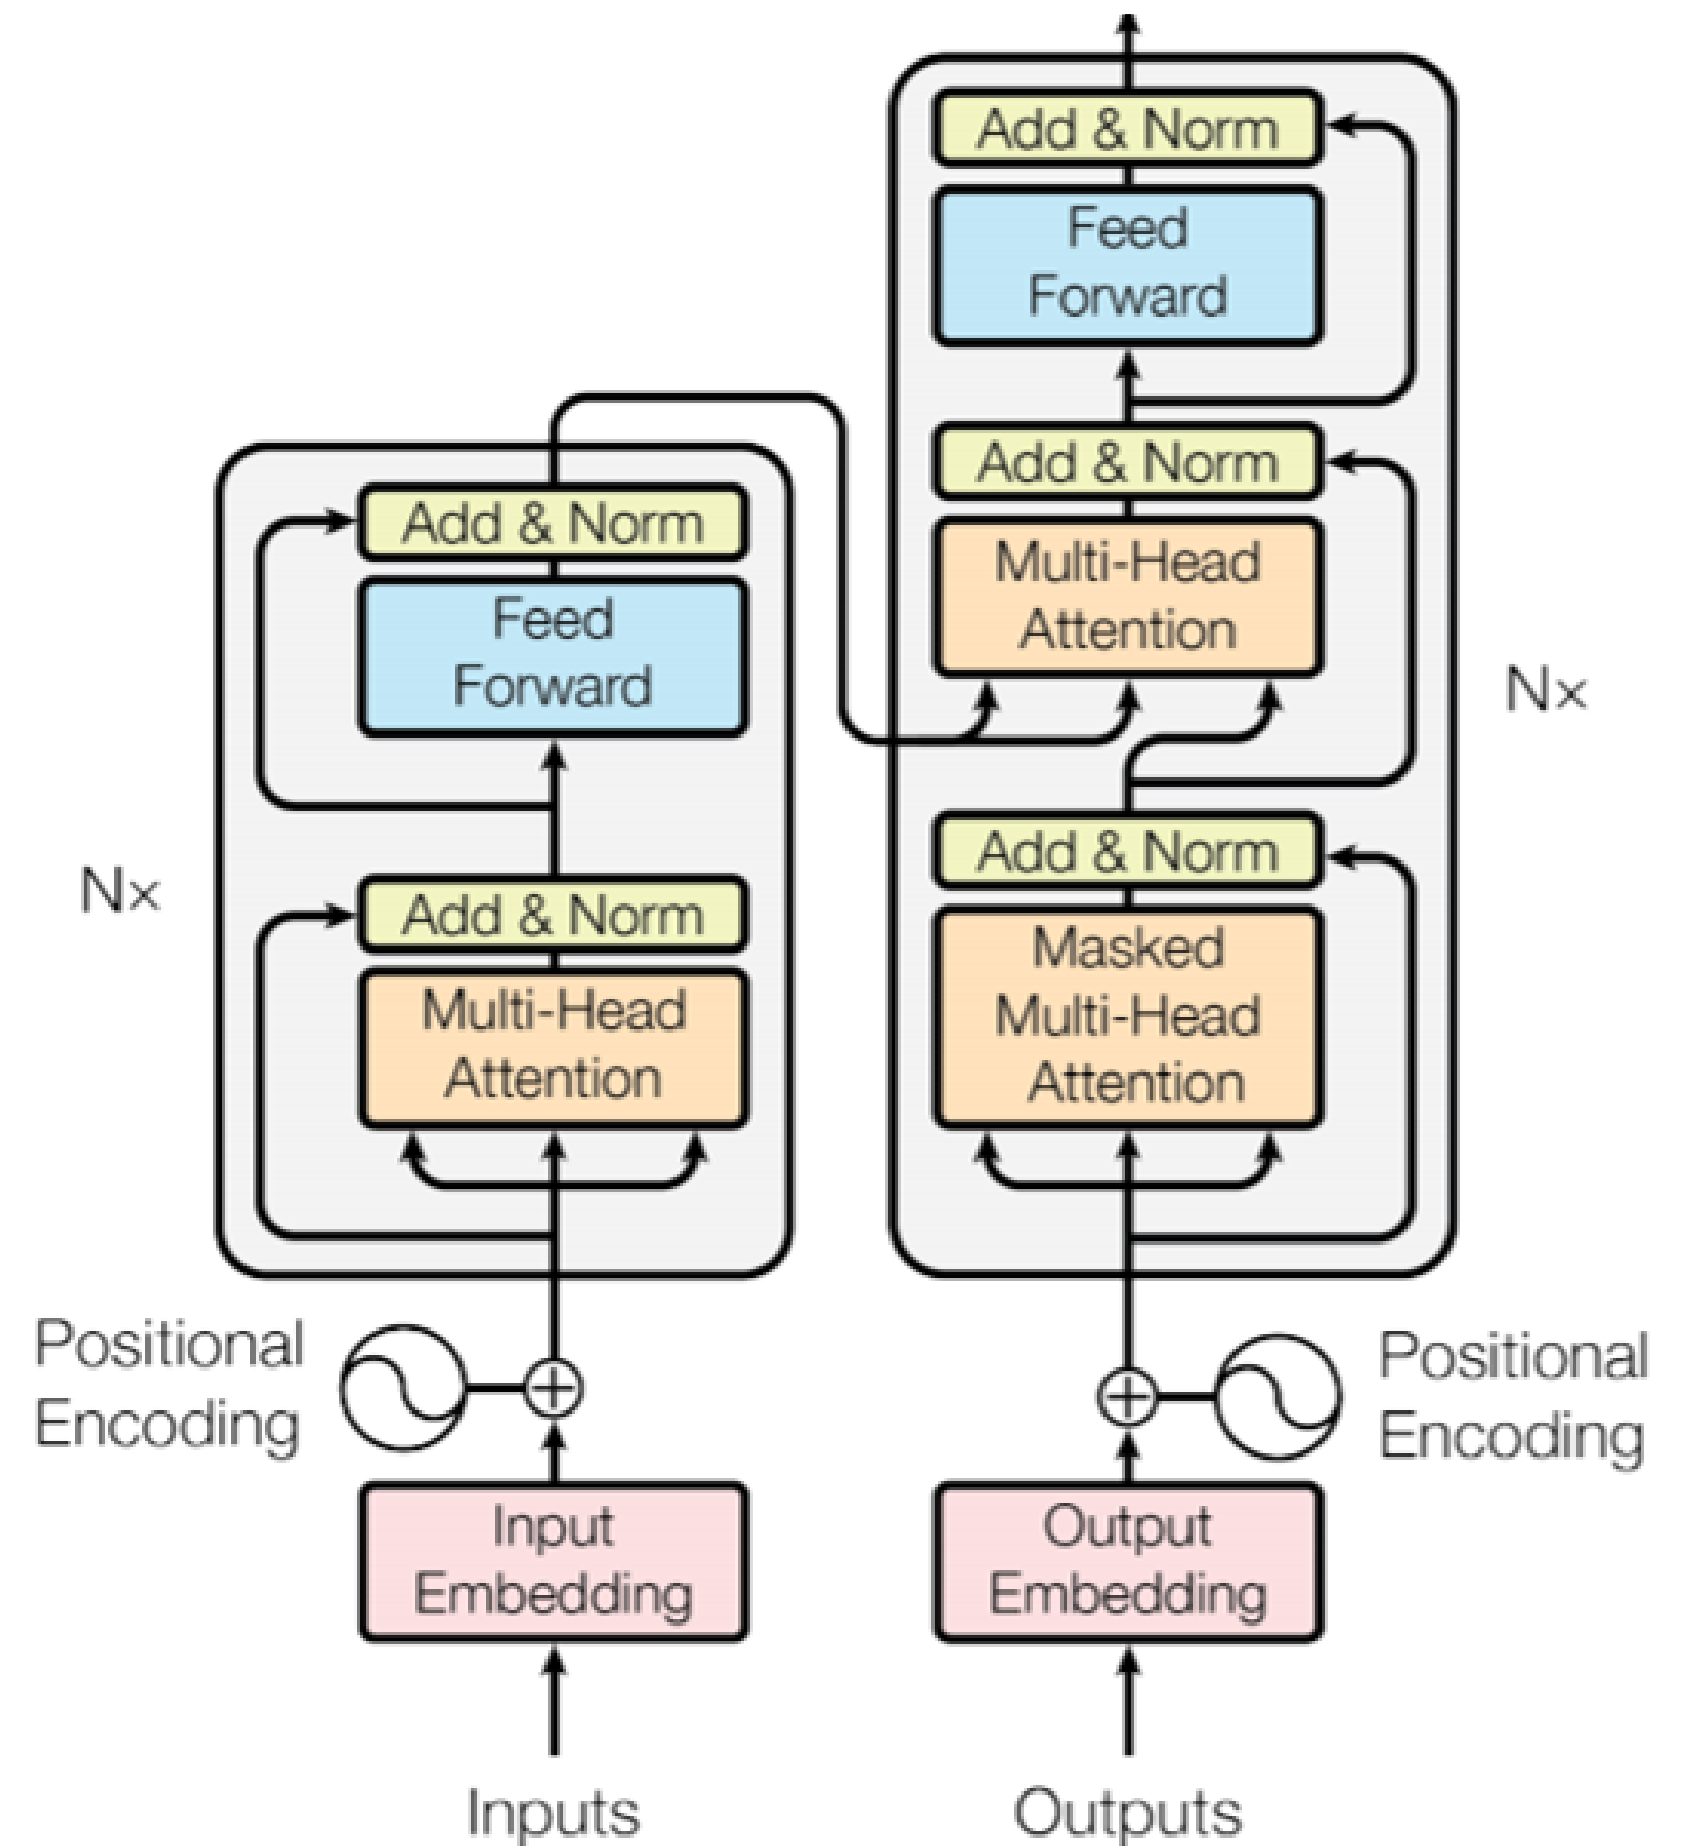 Add & Norm
Feed
Forward
Add & Norm
Multi-Head
Attention
Nx
Add & Norm
Masked
Multi-Head
Attention
Add & Norm
Feed
Forward
Nx
Add & Norm
Multi-Head
Attention
Positional
Encoding
Positional
Encoding
Input
Embedding
Output
Embedding
Inputs
Outputs